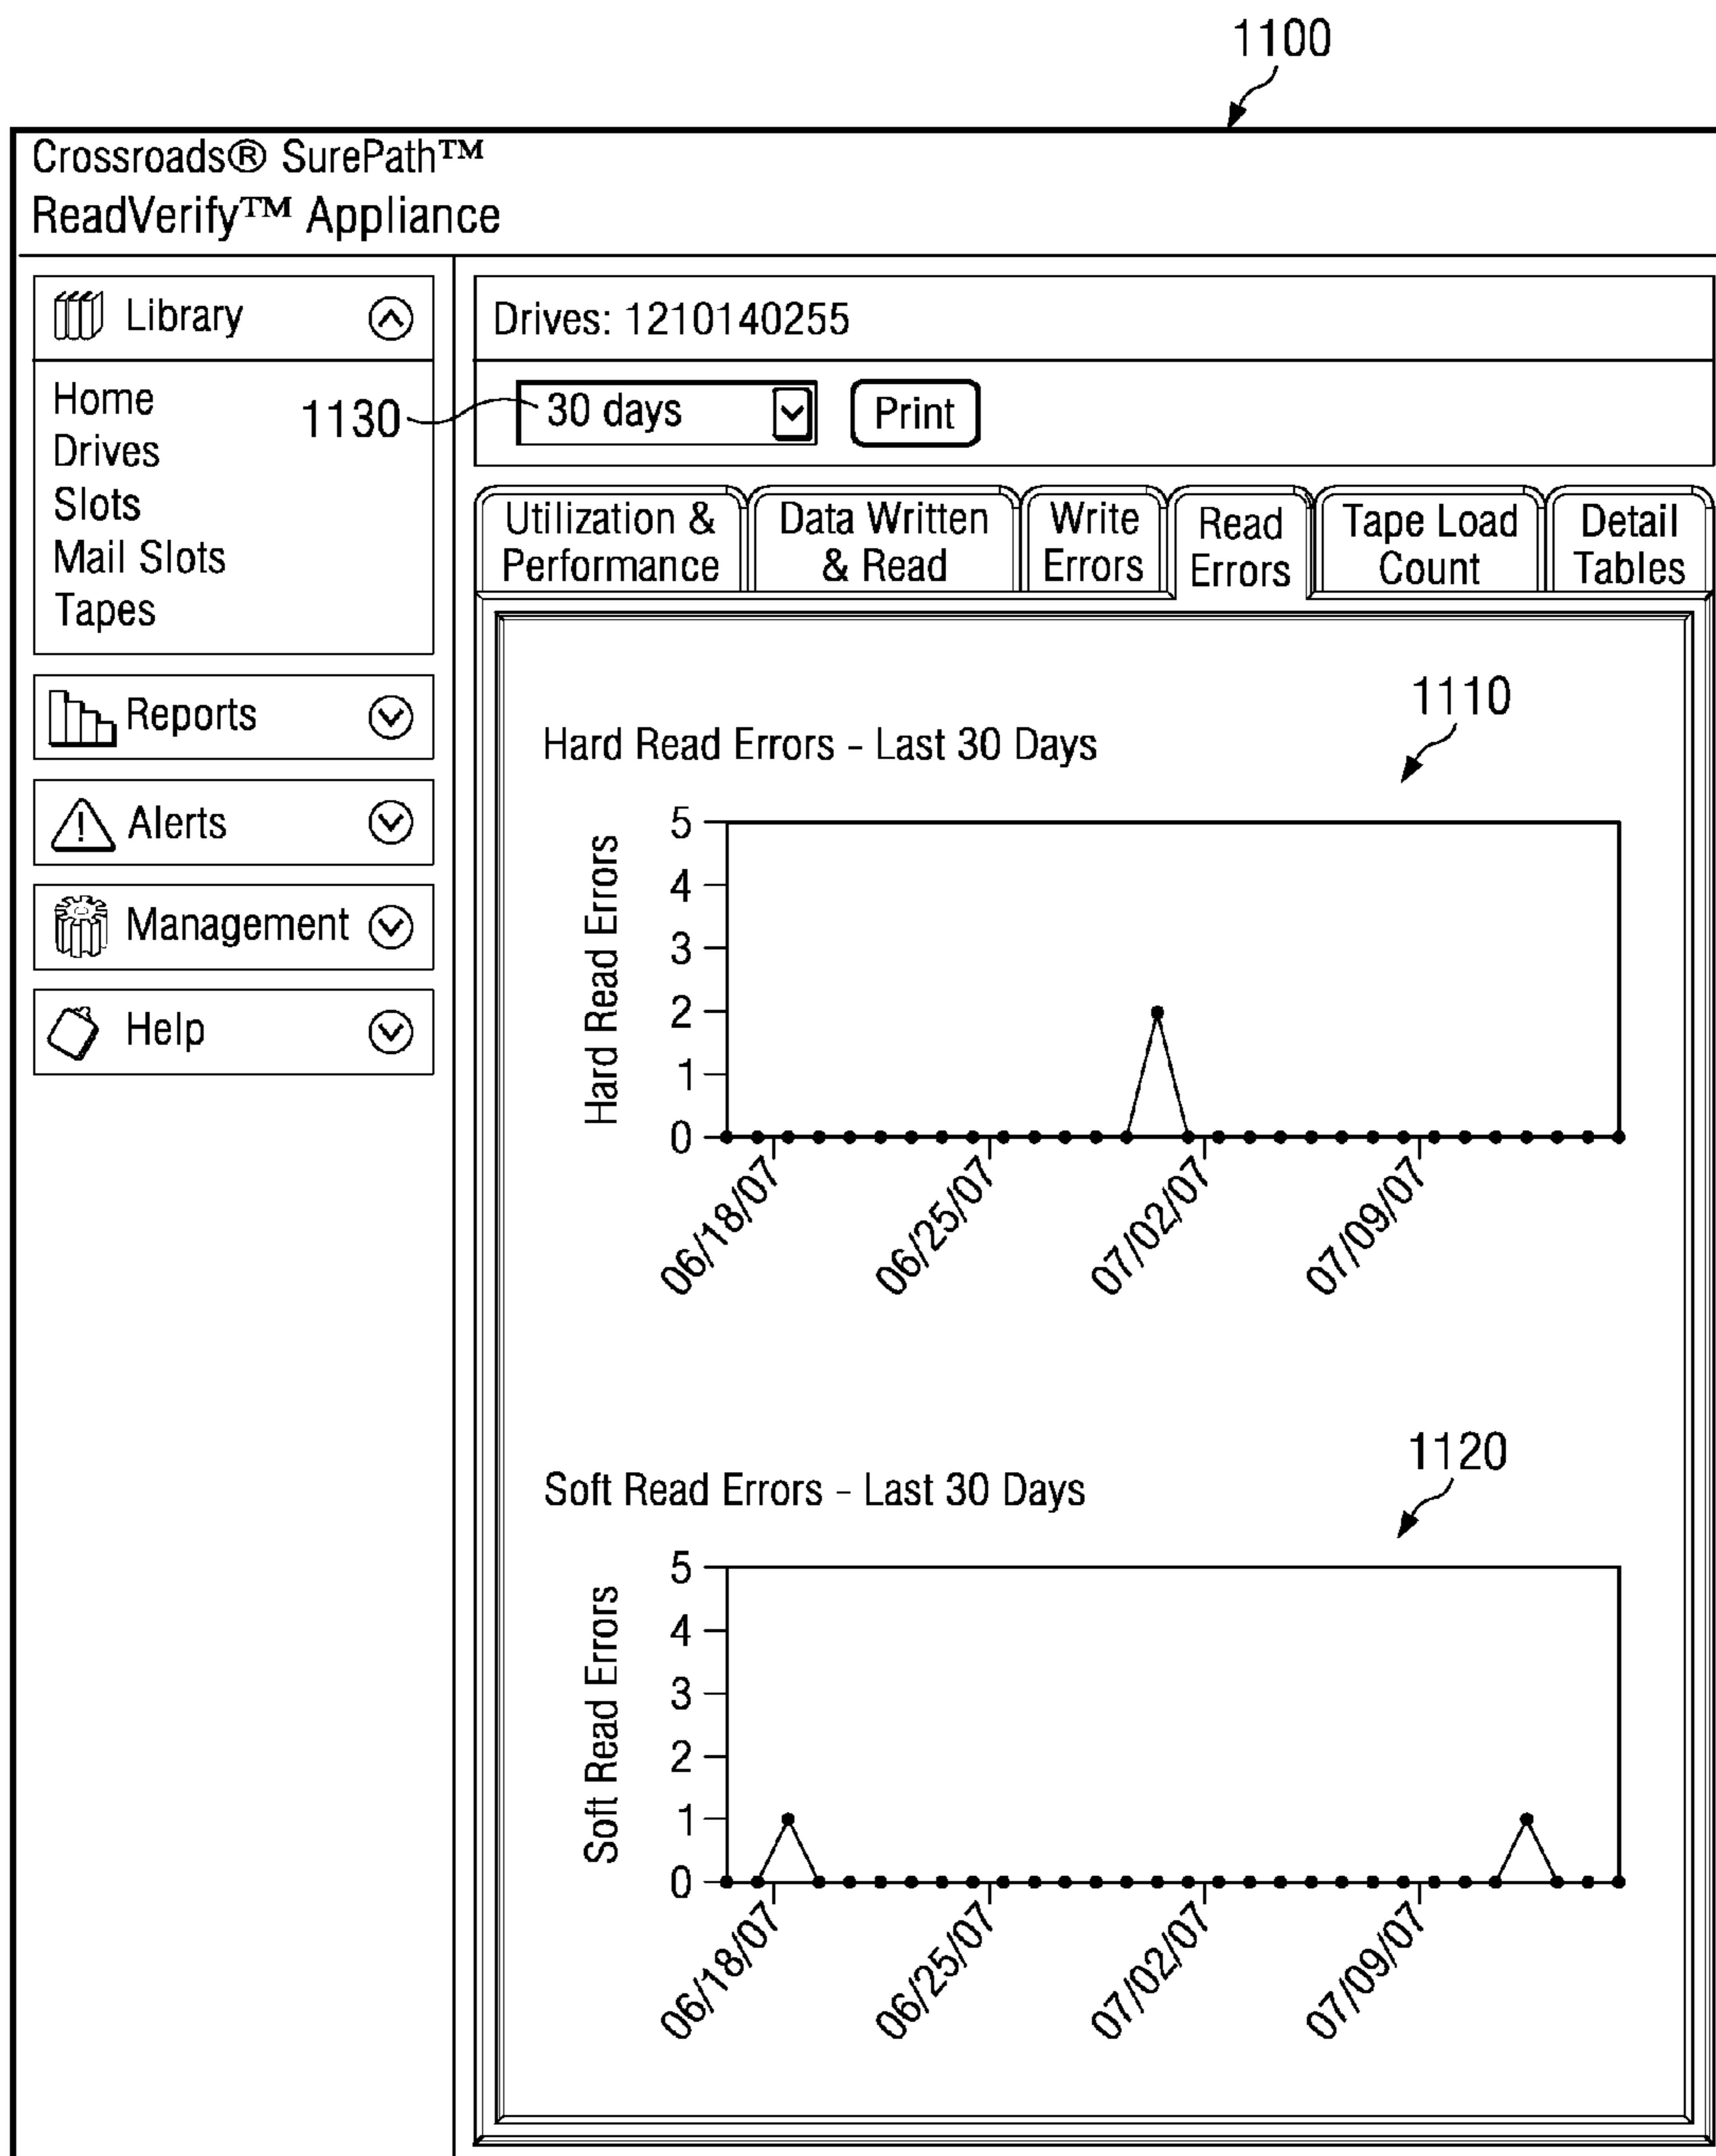 1100
Crossroads® SurePath™
ReadVerify™ Appliance
Library
Home
Drives
Slots
Mail Slots
Tapes
Reports
Alerts
Management
Help
Drives: 1210140255
1130
30 days
Print
Utilization &
Performance
Data Written
& Read
Write
Errors
Read
Errors
Tape Load
Count
Detail
Tables
1110
Hard Read Errors - Last 30 Days
Hard Read Errors
5
4
3
2
1
0
06/18/07
06/25/07
07/02/07
07/09/07
1120
Soft Read Errors - Last 30 Days
Soft Read Errors
5
4
3
2
1
0
06/18/07
06/25/07
07/02/07
07/09/07